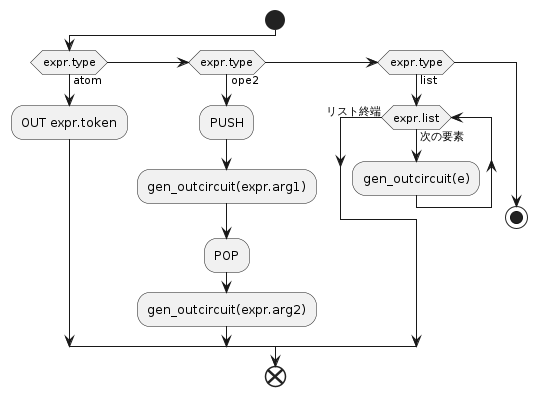 expr.type
atom
OUT expr.token
expr.type
ope2
PUSH
gen_outcircuit(expr.arg1)
POP
gen_outcircuit(expr.arg2)
expr.type
list
リスト終端
expr.list
次の要素
gen_outcircuit(e)